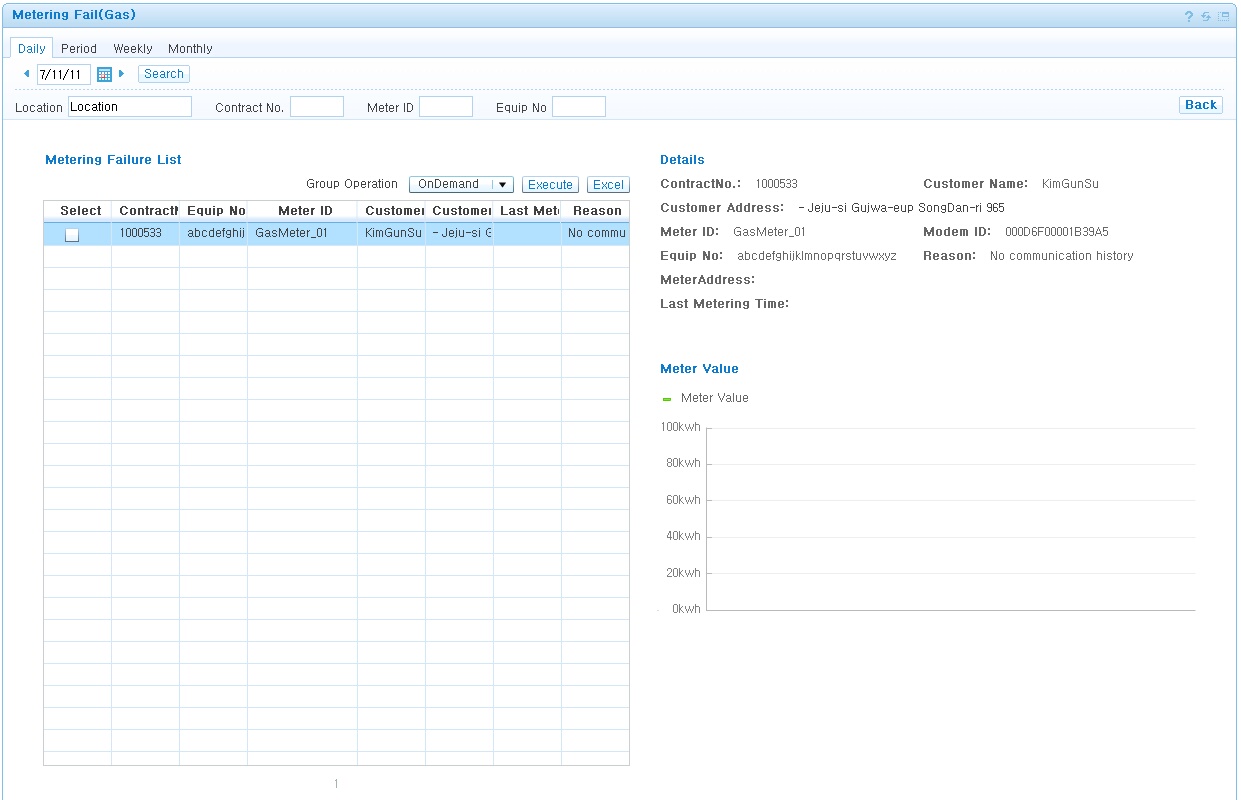 Metering Fail(Gas)
?
Daily Period Weekly Monthly
7/11/11 Search
Location Location Contract No. Meter ID Equip No Back
Metering Failure List
Group Operation OnDemand Execute Excel
Select Contract Equip No Meter ID Customer Customer Last Met Reason
1000533 abcdefghij GasMeter_01 KimGunSu - Jeju-si G No commu
1
Details
ContractNo.: 1000533 Customer Name: KimGunSu
Customer Address: - Jeju-si Gujwa-eup SongDan-ri 965
Meter ID: GasMeter_01 Modem ID: 000D6F00001B39A5
Equip No: abcdefghijklmnopqrstuvwxyz Reason: No communication history
MeterAddress:
Last Metering Time:
Meter Value
Meter Value
100kwh
80kwh
60kwh
40kwh
20kwh
0kwh